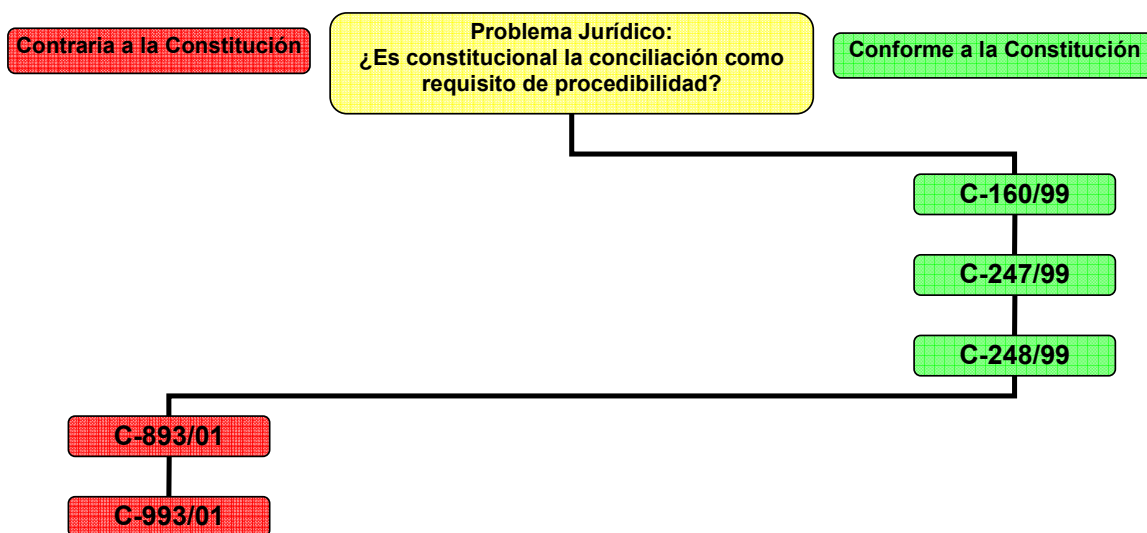 Contraria a la Constitución
Problema Jurídico:
¿Es constitucional la conciliación como
requisito de procedibilidad?
Conforme a la Constitución
C-160/99
C-247/99
C-248/99
C-893/01
C-993/01